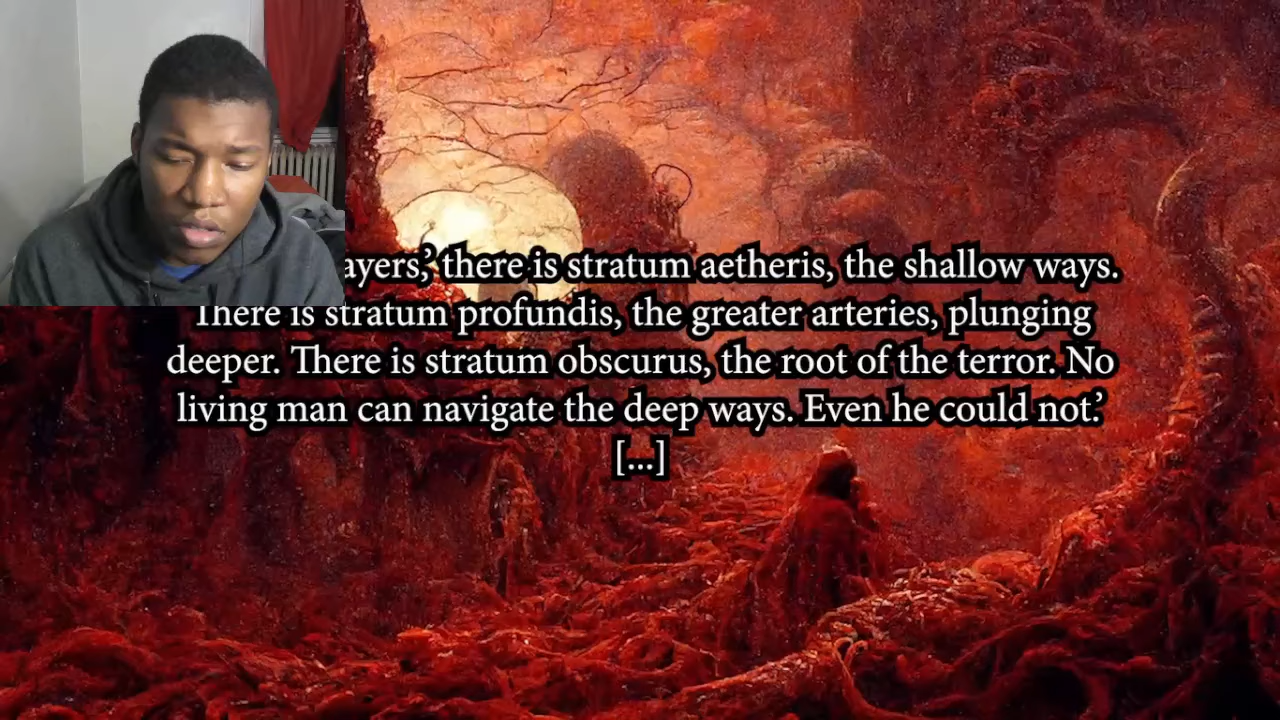 ayers,’ there is stratum aetheris, the shallow ways.
There is stratum profundis, the greater arteries, plunging
deeper. There is stratum obscurus, the root of the terror. No
living man can navigate the deep ways. Even he could not.’
[...]